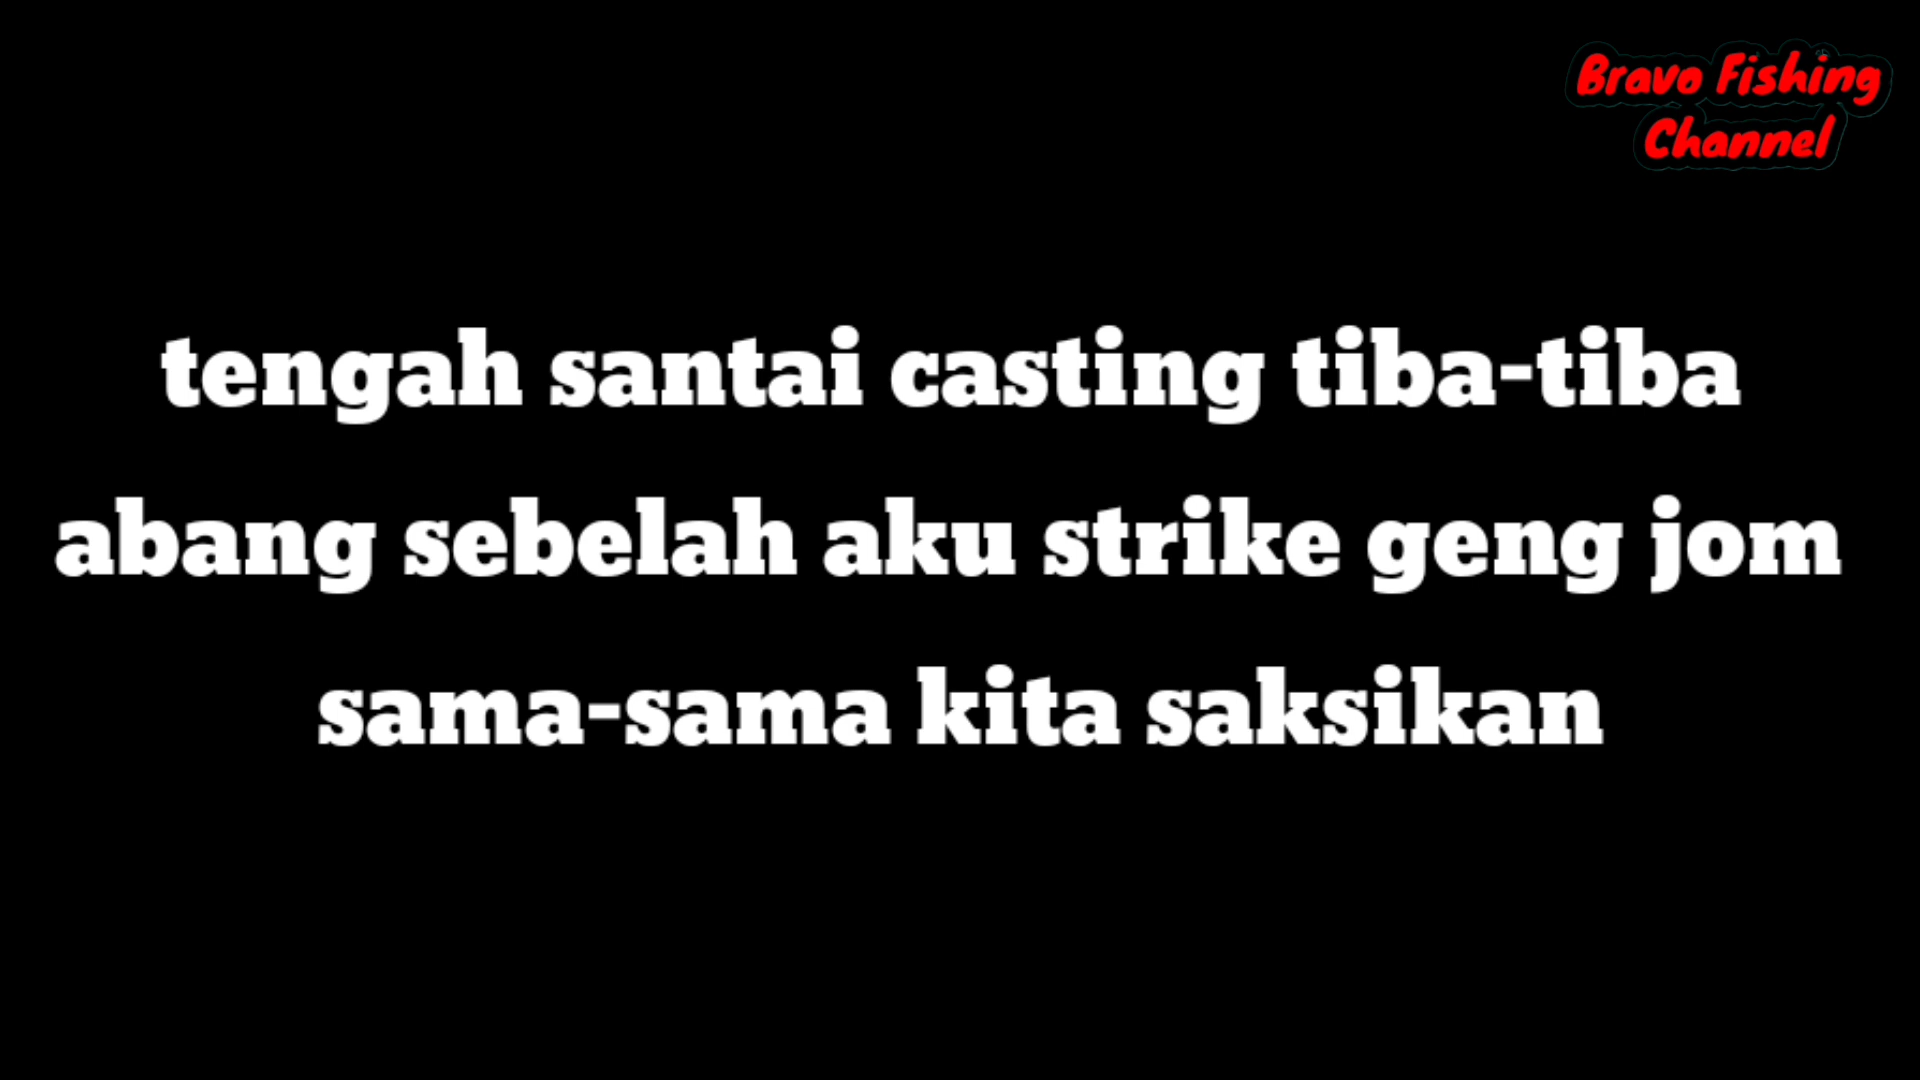 Bravo Fishing
Channel
tengah santai casting tiba-tiba
abang sebelah aku strike geng jom
sama-sama kita saksikan